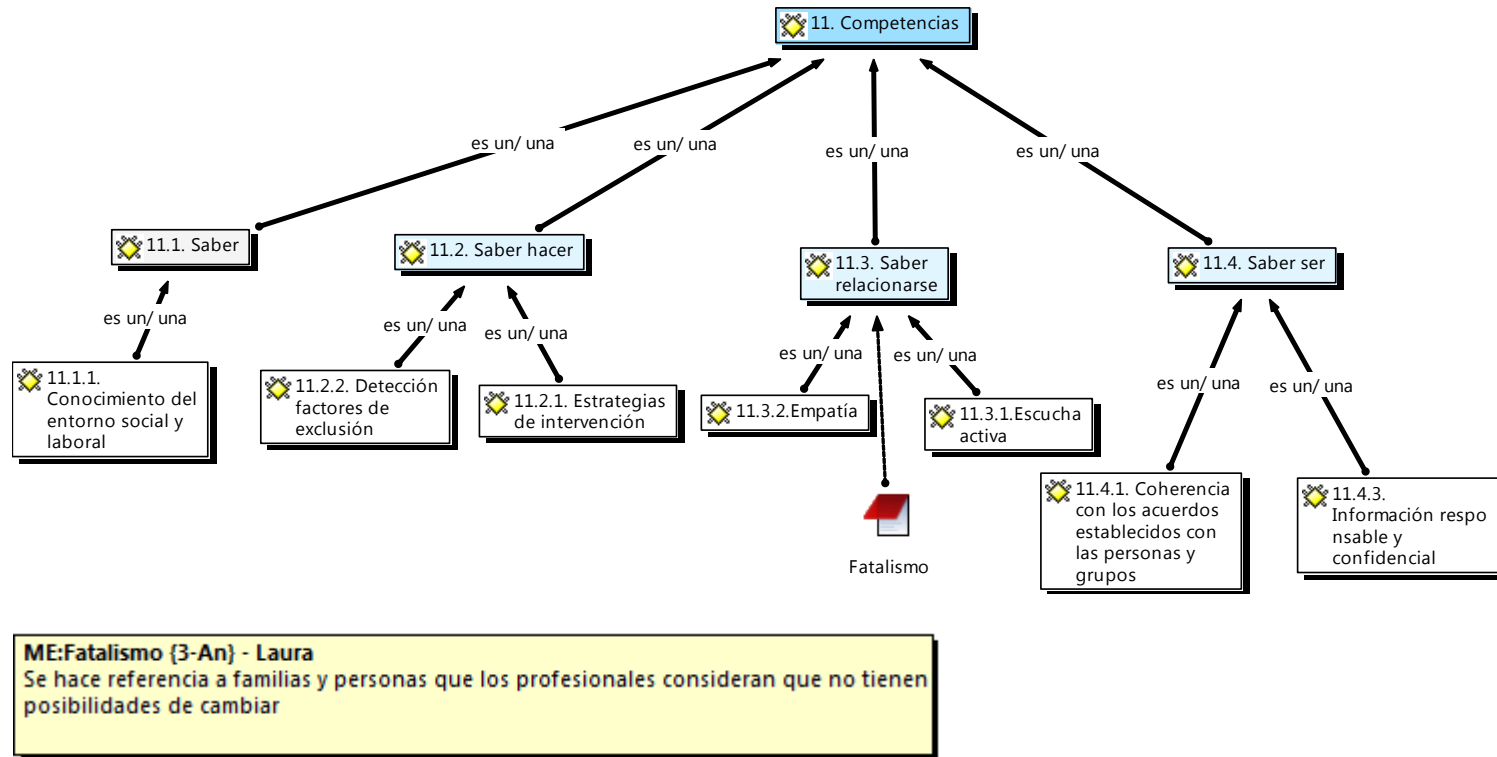 11. Competencias
es un/ una
es un/ una
es un/ una
es un/ una
11.1. Saber
11.2. Saber hacer
11.3. Saber
relacionarse
11.4. Saber ser
es un/ una
es un/ una
es un/ una
es un/ una
es un/ una
es un/ una
es un/ una
11.1.1.
Conocimiento del
entorno social y
laboral
11.2.2. Detección
factores de
exclusión
11.2.1. Estrategias
de intervención
11.3.2.Empatía
11.3.1.Escucha
activa
11.4.1. Coherencia
con los acuerdos
establecidos con
las personas y
grupos
11.4.3.
Información respo
nsable y
confidencial
Fatalismo
ME:Fatalismo {3-An} - Laura
Se hace referencia a familias y personas que los profesionales consideran que no tienen
posibilidades de cambiar